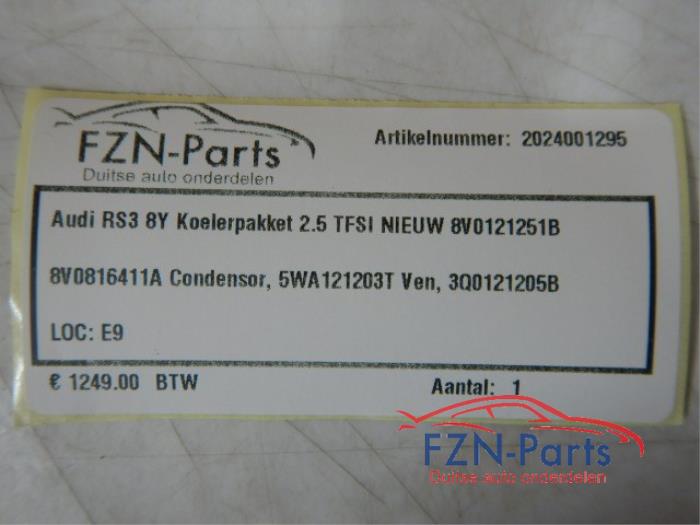 FZN-Parts
Duitse auto onderdelen
Artikelnummer: 2024001295
Audi RS3 8Y Koelerpakket 2.5 TFSI NIEUW 8V0121251B
8V0816411A Condensor, 5WA121203T Ven, 3Q0121205B
LOC: E9
€ 1249.00 BTW
Aantal: 1
FZN-Parts
Duitse auto onderdelen